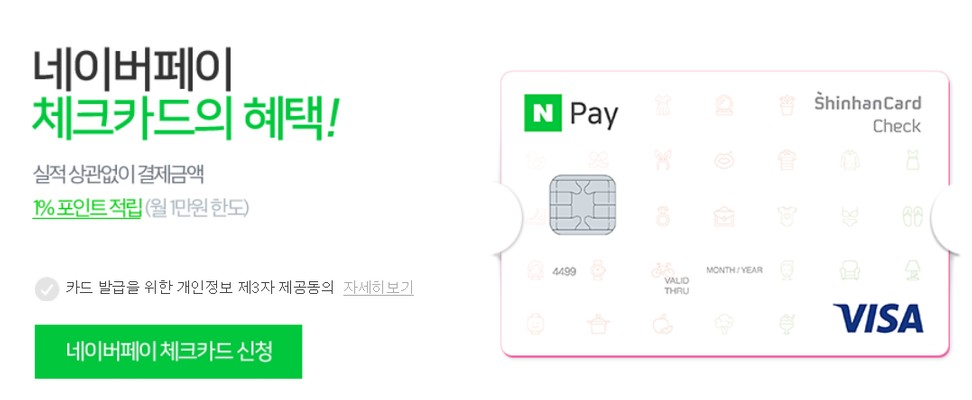 네이버페이
체크카드의 혜택!
실적 상관없이 결제금액
1% 포인트 적립 (월 1만원 한도)
카드 발급을 위한 개인정보 제3자 제공동의 자세히보기
네이버페이 체크카드 신청
N Pay
ShinhanCard
Check
4499
MONTH / YEAR
VALID
THRU
VISA